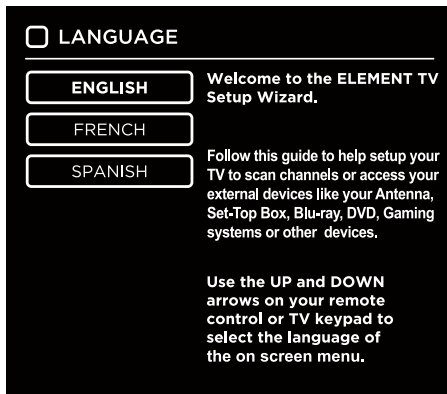 LANGUAGE
ENGLISH
FRENCH
SPANISH
Welcome to the ELEMENT TV
Setup Wizard.
Follow this guide to help setup your
TV to scan channels or access your
external devices like your Antenna,
Set-Top Box, Blu-ray, DVD, Gaming
systems or other devices.
Use the UP and DOWN
arrows on your remote
control or TV keypad to
select the language of
the on screen menu.